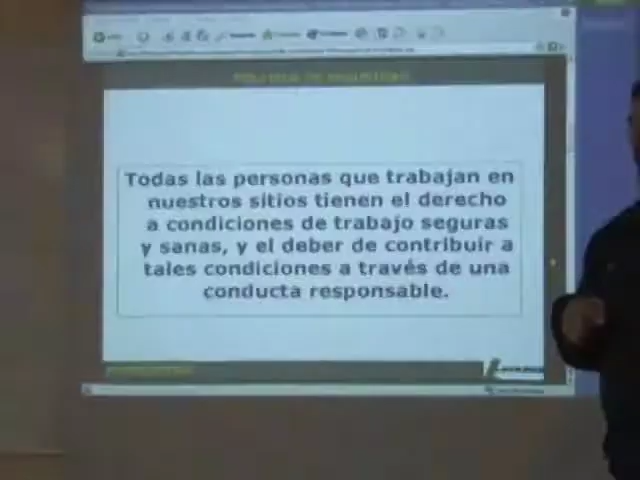 Todas las personas que trabajan en
nuestros sitios tienen el derecho
a condiciones de trabajo seguras
y sanas, y el deber de contribuir a
tales condiciones a través de una
conducta responsable.